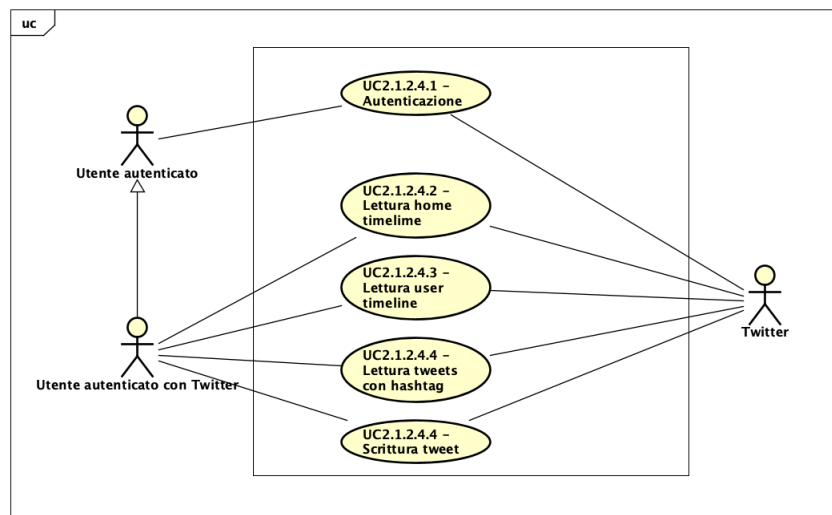 uc
UC2.1.2.4.1 –
Autenticazione
Utente autenticato
UC2.1.2.4.2 –
Lettura home
timelime
UC2.1.2.4.3 –
Lettura user
timeline
Twitter
UC2.1.2.4.4 –
Lettura tweets
con hashtag
Utente autenticato con Twitter
UC2.1.2.4.4 –
Scrittura tweet